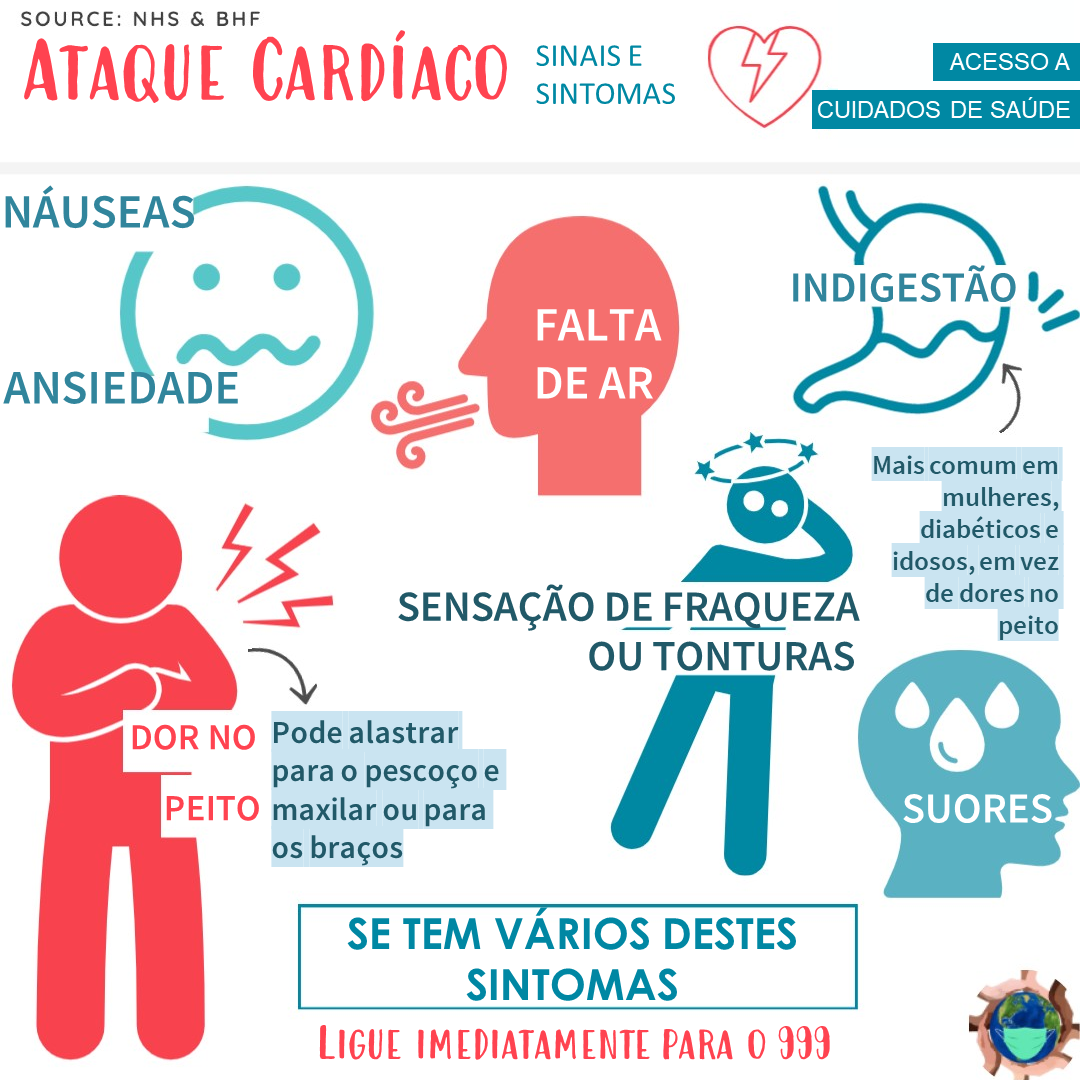 SOURCE: NHS & BHF
ATAQUE CARDÍACO
SINAIS E
SINTOMAS
ACESSO A
CUIDADOS DE SAÚDE
NÁUSEAS
ANSIEDADE
FALTA
DE AR
INDIGESTÃO
Mais comum em
mulheres,
diabéticos e
idosos, em vez
de dores no
peito
SENSAÇÃO DE FRAQUEZA
OU TONTURAS
DOR NO
PEITO
Pode alastrar
para o pescoço e
maxilar ou para
os braços
SUORES
SE TEM VÁRIOS DESTES
SINTOMAS
LIGUE IMEDIATAMENTE PARA O 999